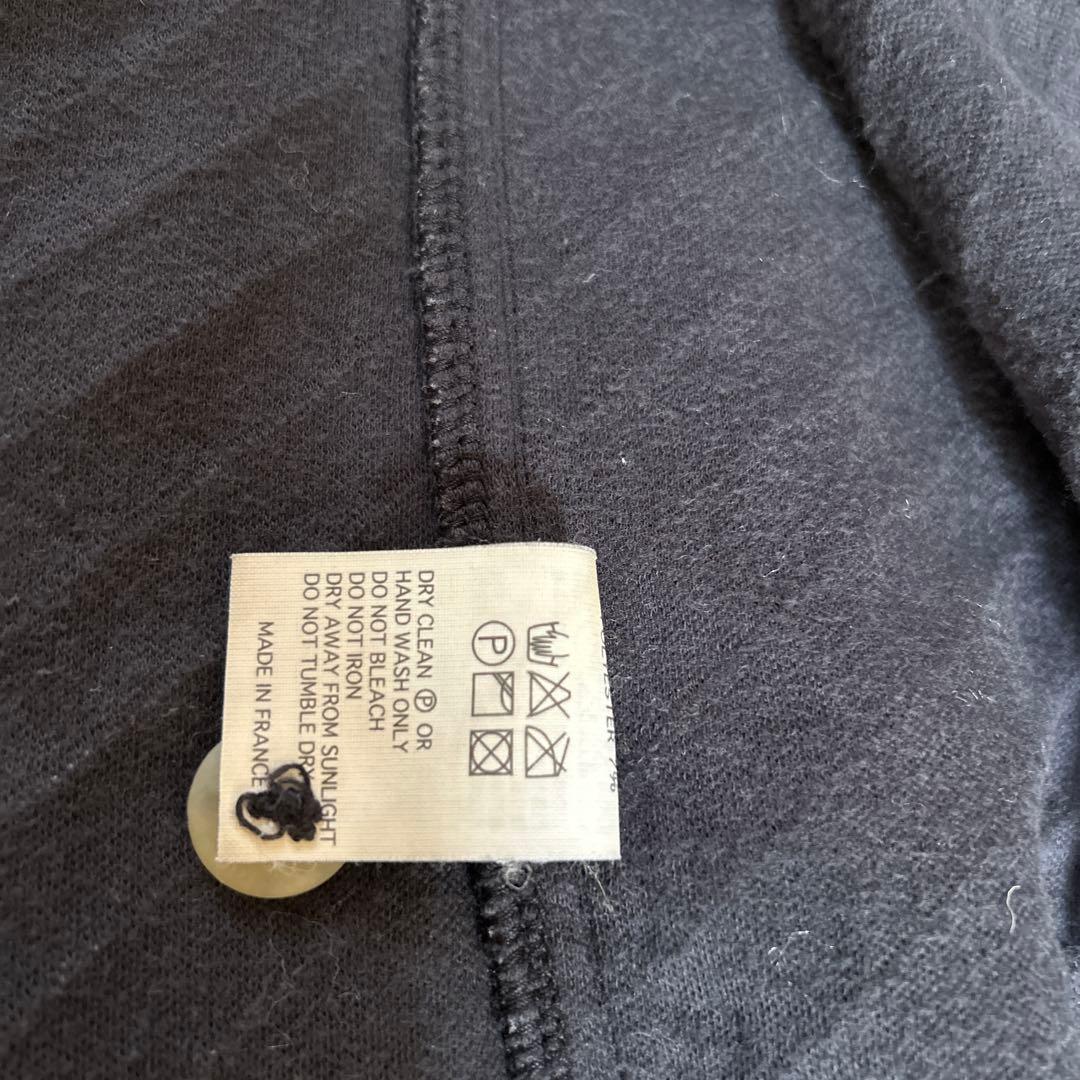 DRY CLEAN Ⓟ OR
HAND WASH ONLY
DO NOT BLEACH
DO NOT IRON
DRY AWAY FROM SUNLIGHT
DO NOT TUMBLE DRY
MADE IN FRANCE
P